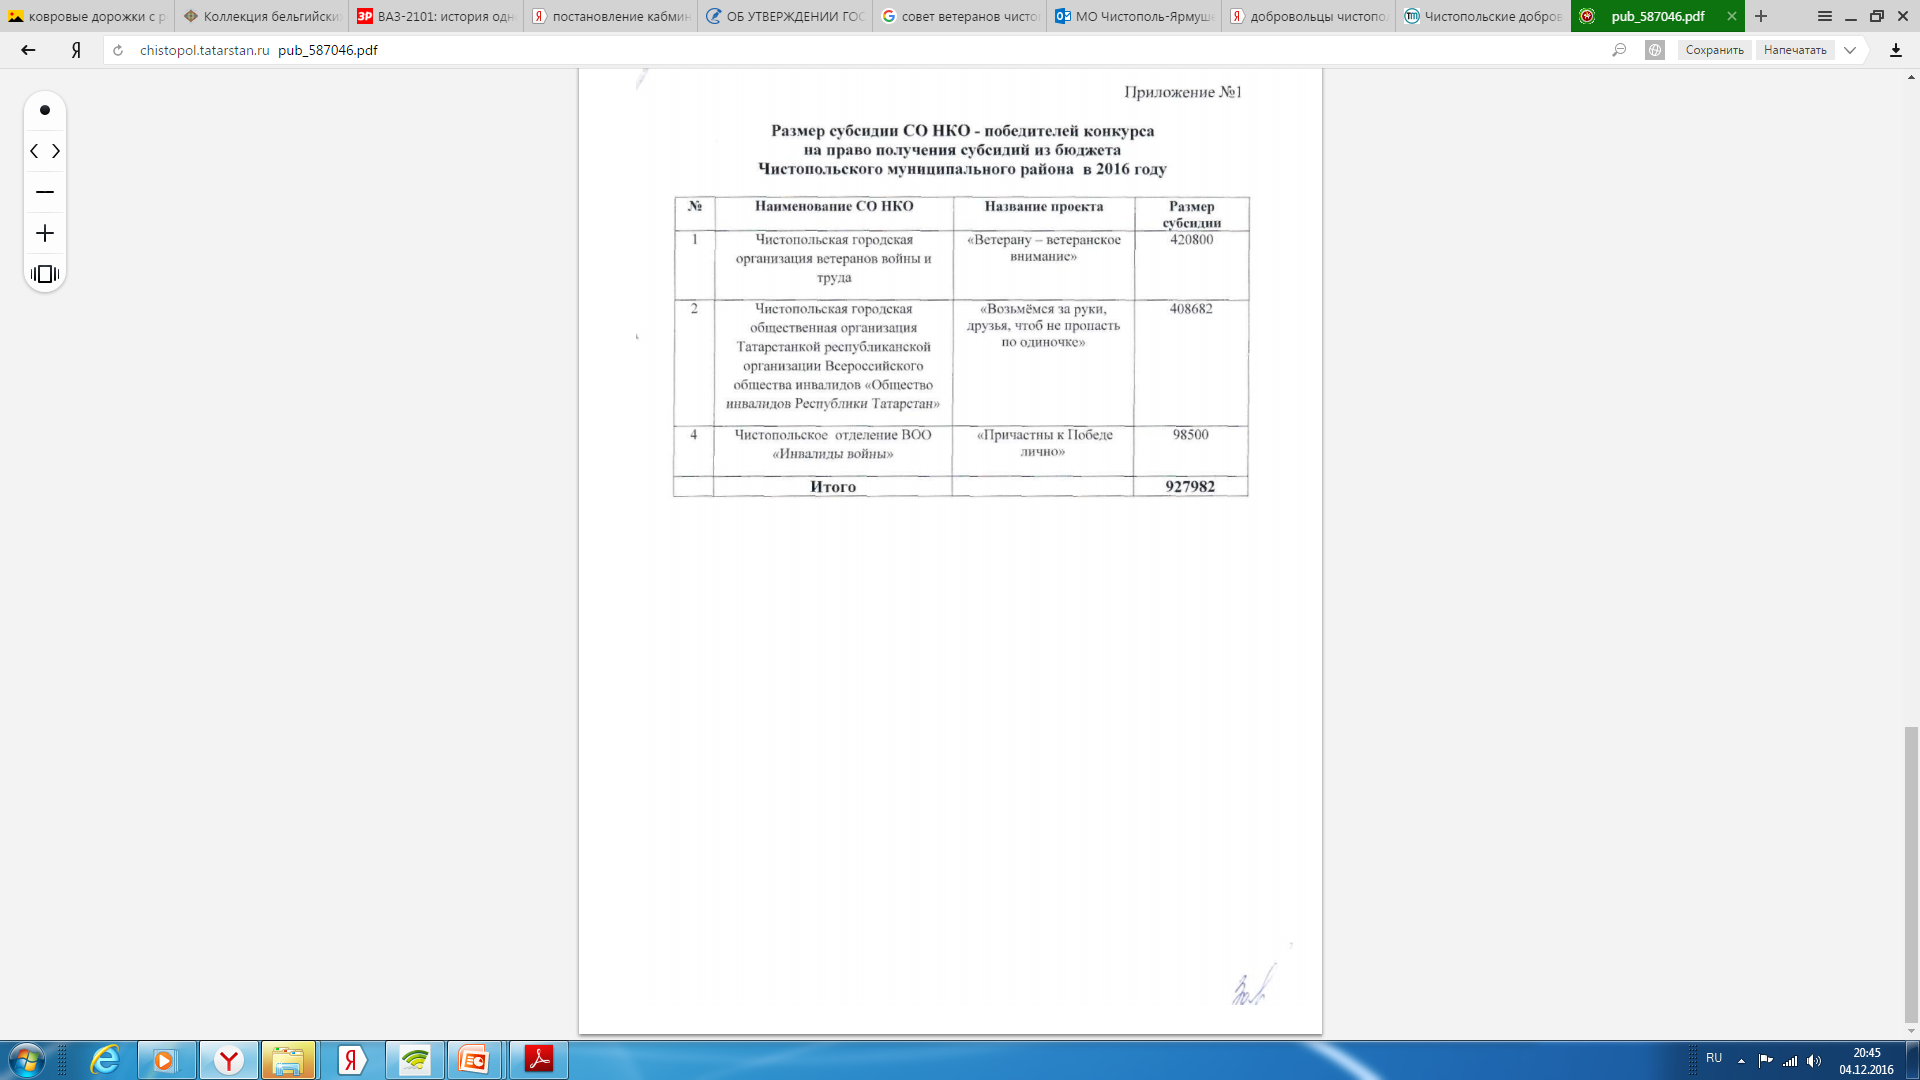 ковровые дорожки с р
Коллекция бельгийских
ВАЗ-2101: история одн
постановление кабмин
ОБ УТВЕРЖДЕНИИ ГОС
совет ветеранов чистоп
МО Чистополь-Ярмуше
добровольцы чистопол
Чистопольские добров
pub_587046.pdf
chistopol.tatarstan.ru pub_587046.pdf
Сохранить
Напечатать
Приложение №1
Размер субсидии СО НКО - победителей конкурса
на право получения субсидий из бюджета
Чистопольского муниципального района в 2016 году
№
Наименование СО НКО
Название проекта
Размер
субсидии
1
Чистопольская городская
организация ветеранов войны и
труда
«Ветерану – ветеранское
внимание»
420800
2
Чистопольская городская
общественная организация
Татарстанкой республиканской
организации Всероссийского
общества инвалидов «Общество
инвалидов Республики Татарстан»
«Возьмёмся за руки,
друзья, чтоб не пропасть
по одиночке»
408682
4
Чистопольское отделение ВОО
«Инвалиды войны»
«Причастны к Победе
лично»
98500
Итого
927982
RU
20:45
04.12.2016